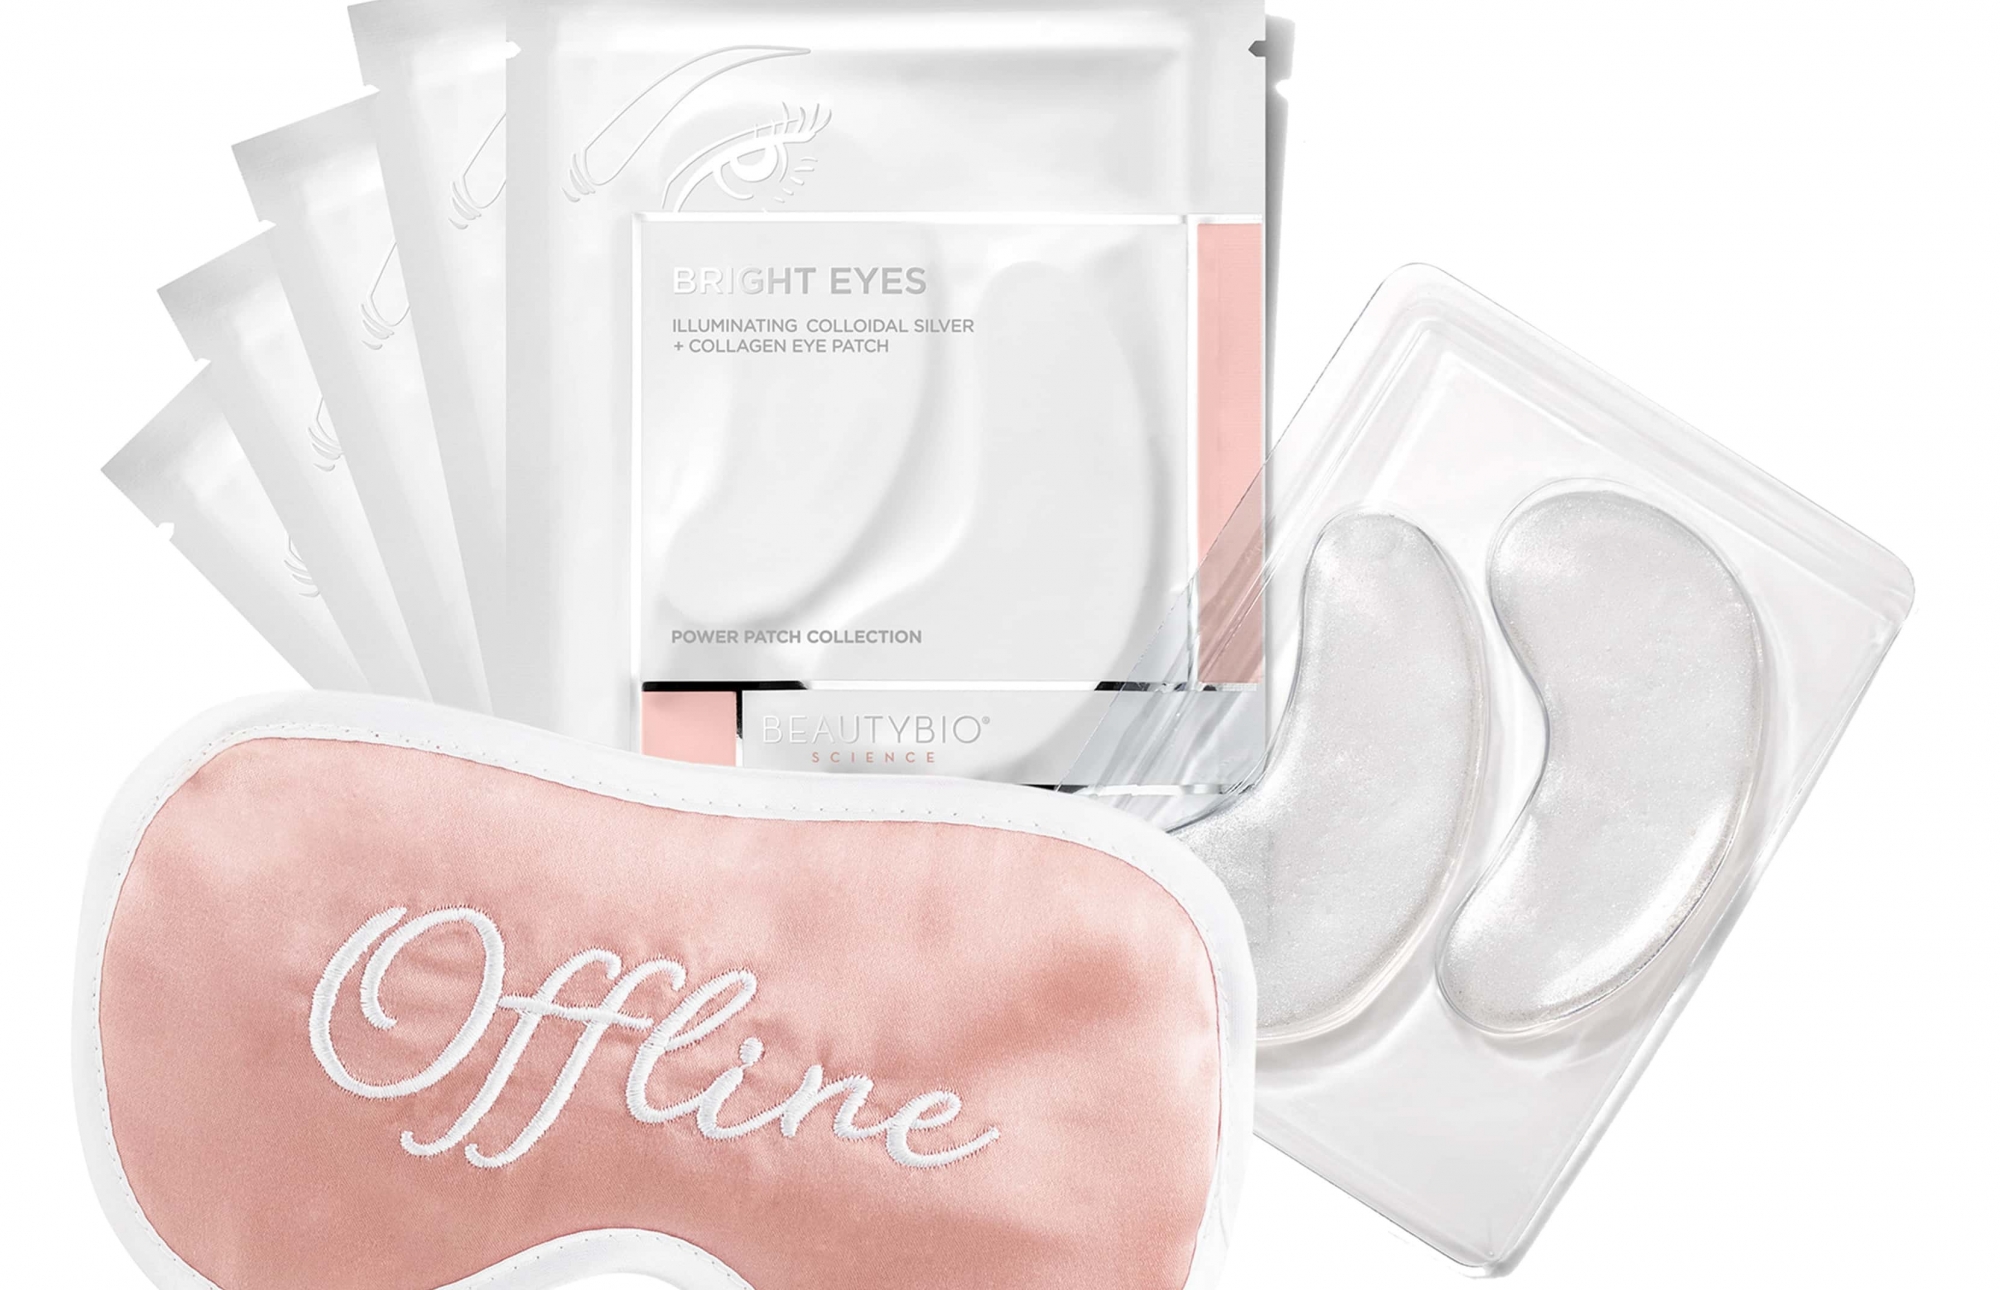 BRIGHT EYES
ILLUMINATING COLLOIDAL SILVER
+ COLLAGEN EYE PATCH
POWER PATCH COLLECTION
BEAUTYBIO®
SCIENCE
Offline